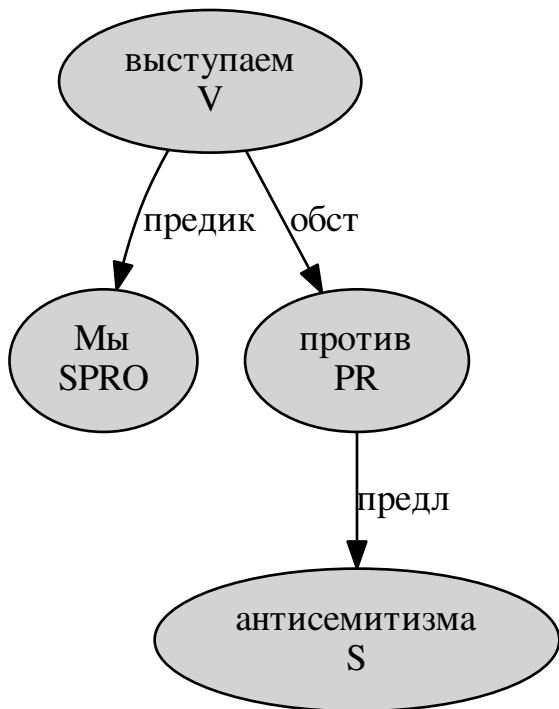 выступаем
V
предик
обст
Мы
SPRO
против
PR
предл
антисемитизма
S